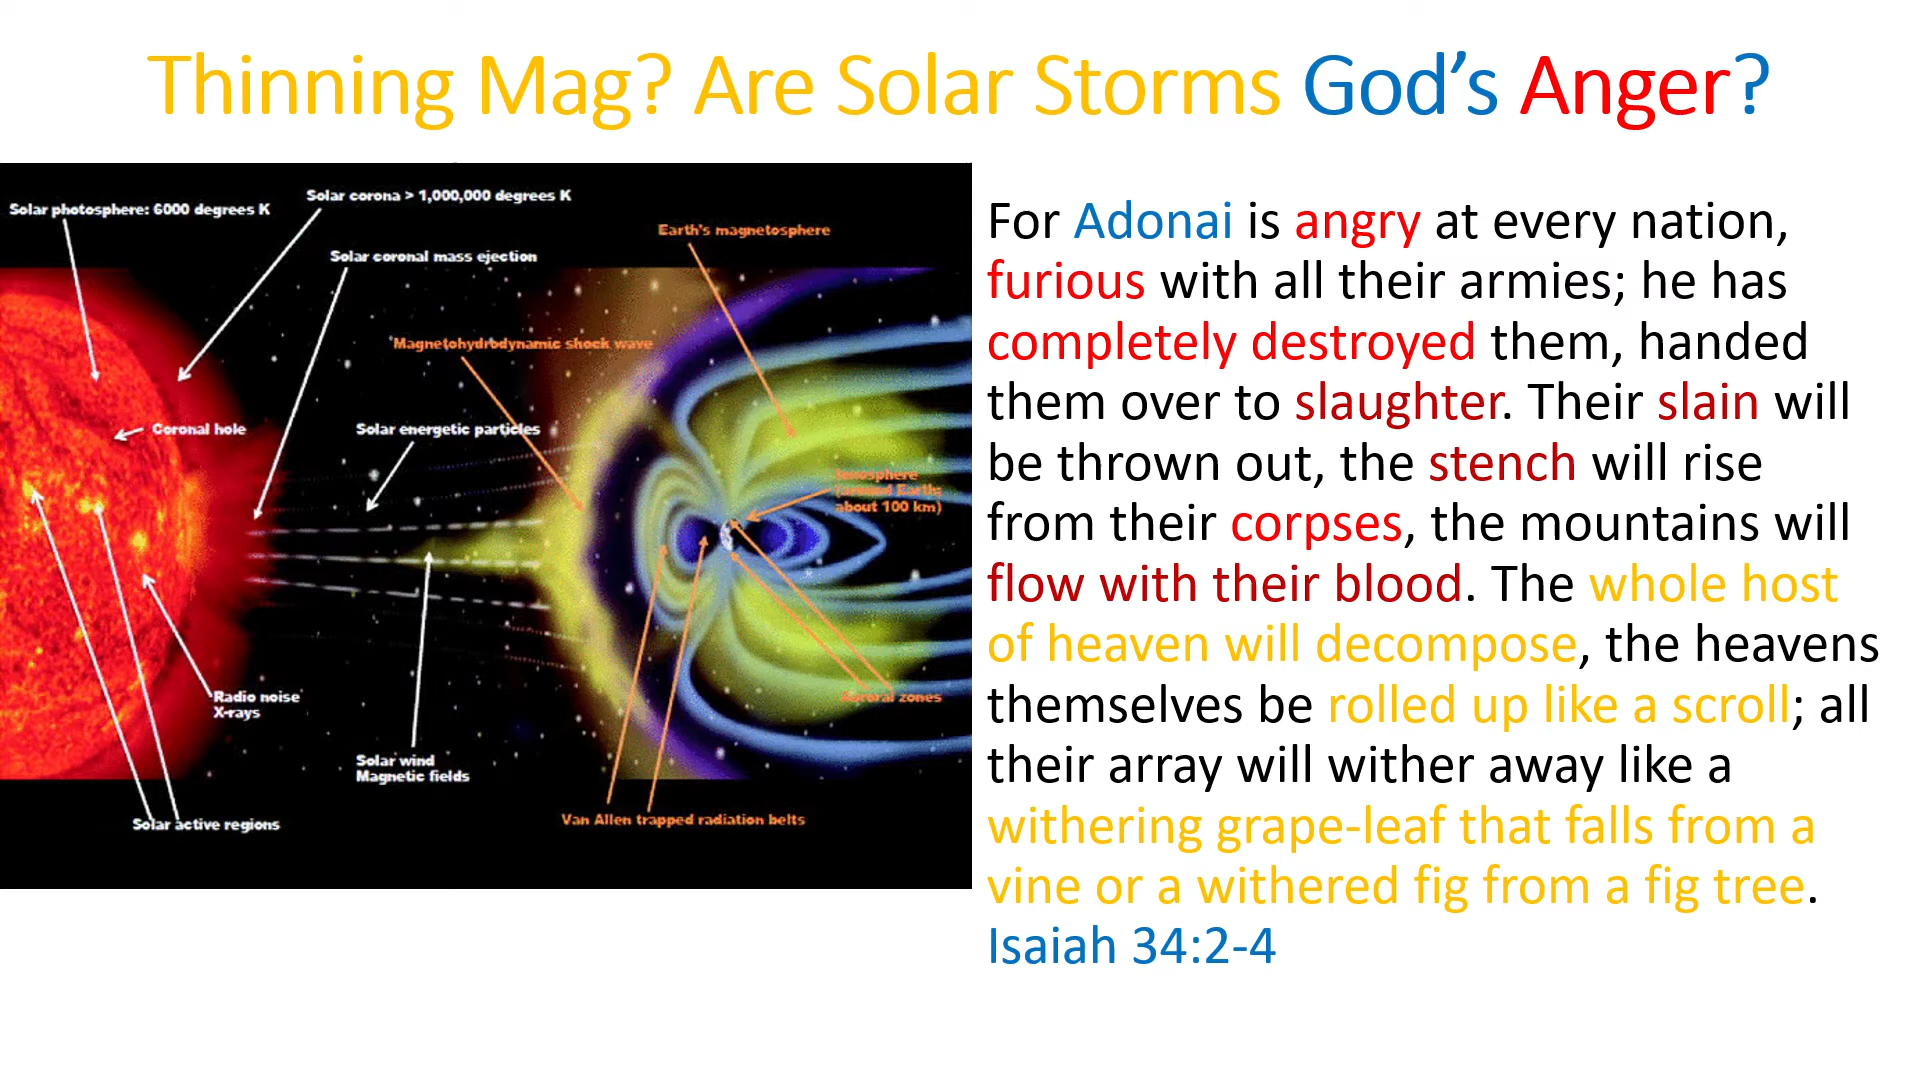 Thinning Mag? Are Solar Storms God’s Anger?
Solar photosphere: 6000 degrees K
Solar corona > 1,000,000 degrees K
Solar coronal mass ejection
Earth's magnetosphere
Magnetohydrodynamic shock wave
Coronal hole
Solar energetic particles
Ionosphere
(around Earth:
about 100 km)
Radio noise
X-rays
Auroral zones
Solar wind
Magnetic fields
Solar active regions
Van Allen trapped radiation belts
For Adonai is angry at every nation,
furious with all their armies; he has
completely destroyed them, handed
them over to slaughter. Their slain will
be thrown out, the stench will rise
from their corpses, the mountains will
flow with their blood. The whole host
of heaven will decompose, the heavens
themselves be rolled up like a scroll; all
their array will wither away like a
withering grape-leaf that falls from a
vine or a withered fig from a fig tree.
Isaiah 34:2-4